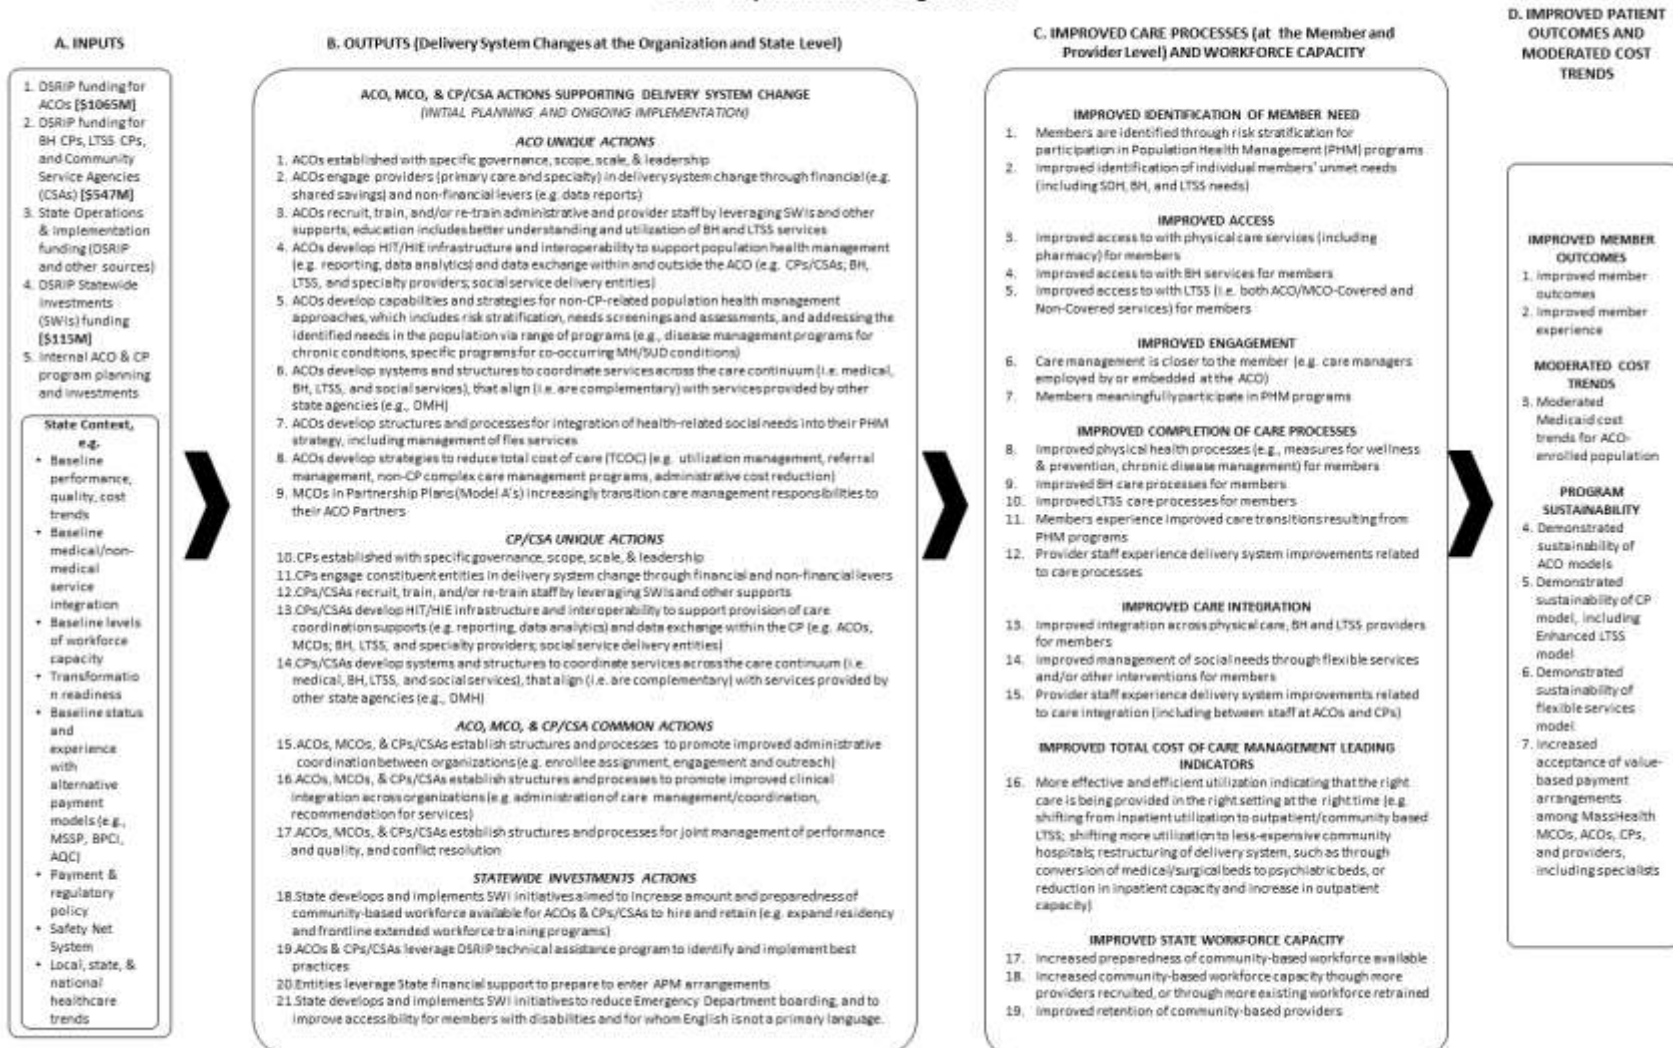 A. INPUTS
1. DSRIP funding for
ACOs [$1065M]
2. DSRIP funding for
BH CPs, LTSS CPs,
and Community
Service Agencies
(CSAs) [$547M]
3. State Operations
& Implementation
funding (DSRIP
and other sources)
4. DSRIP Statewide
Investments
(SWIs) funding
[$115M]
5. Internal ACO & CP
program planning
and investments
State Context,
e.g.
• Baseline
performance,
quality, cost
trends
• Baseline
medical/non-
medical
service
integration
• Baseline levels
of workforce
capacity
• Transformatio
n readiness
• Baseline status
and
experience
with
alternative
payment
models (e.g.,
MSSP, BPCI,
AQC)
• Payment &
regulatory
policy
• Safety Net
System
• Local, state, &
national
healthcare
trends
B. OUTPUTS (Delivery System Changes at the Organization and State Level)
ACO, MCO, & CP/CSA ACTIONS SUPPORTING DELIVERY SYSTEM CHANGE
(INITIAL PLANNING AND ONGOING IMPLEMENTATION)
ACO UNIQUE ACTIONS
1. ACOs established with specific governance, scope, scale, & leadership
2. ACOs engage providers (primary care and specialty) in delivery system change through financial (e.g.
shared savings) and non-financial levers (e.g. data reports)
3. ACOs recruit, train, and/or re-train administrative and provider staff by leveraging SWIs and other
supports; education includes better understanding and utilization of BH and LTSS services
4. ACOs develop HIT/HIE infrastructure and interoperability to support population health management
(e.g. reporting, data analytics) and data exchange within and outside the ACO (e.g. CPs/CSAs; BH,
LTSS, and specialty providers; social service delivery entities)
5. ACOs develop capabilities and strategies for non-CP-related population health management
approaches, which includes risk stratification, needs screenings and assessments, and addressing the
identified needs in the population via range of programs (e.g., disease management programs for
chronic conditions, specific programs for co-occurring MH/SUD conditions)
6. ACOs develop systems and structures to coordinate services across the care continuum (i.e. medical,
BH, LTSS, and social services), that align (i.e. are complementary) with services provided by other
state agencies (e.g., DMH)
7. ACOs develop structures and processes for integration of health-related social needs into their PHM
strategy, including management of flex services
8. ACOs develop strategies to reduce total cost of care (TCOC) (e.g. utilization management, referral
management, non-CP complex care management programs, administrative cost reduction)
9. MCOs in Partnership Plans (Model A's) increasingly transition care management responsibilities to
their ACO Partners
CP/CSA UNIQUE ACTIONS
10.CPs established with specific governance, scope, scale, & leadership
11.CPs engage constituent entities in delivery system change through financial and non-financial levers
12.CPs/CSAs recruit, train, and/or re-train staff by leveraging SWIs and other supports
13.CPs/CSAs develop HIT/HIE infrastructure and interoperability to support provision of care
coordination supports (e.g. reporting, data analytics) and data exchange within the CP (e.g. ACOs,
MCOs; BH, LTSS, and specialty providers; social service delivery entities)
14.CPs/CSAs develop systems and structures to coordinate services across the care continuum (i.e.
medical, BH, LTSS, and social services), that align (i.e. are complementary) with services provided by
other state agencies (e.g., DMH)
ACO, MCO, & CP/CSA COMMON ACTIONS
15.ACOs, MCOs, & CPs/CSAs establish structures and processes to promote improved administrative
coordination between organizations (e.g. enrollee assignment, engagement and outreach)
16.ACOs, MCOs, & CPs/CSAs establish structures and processes to promote improved clinical
integration across organizations (e.g. administration of care management/coordination,
recommendation for services)
17.ACOs, MCOs, & CPs/CSAs establish structures and processes for joint management of performance
and quality, and conflict resolution
STATEWIDE INVESTMENTS ACTIONS
18.State develops and implements SWI initiatives aimed to increase amount and preparedness of
community-based workforce available for ACOs & CPs/CSAs to hire and retain (e.g. expand residency
and frontline extended workforce training programs)
19.ACOs & CPs/CSAs leverage DSRIP technical assistance program to identify and implement best
practices
20.Entities leverage State financial support to prepare to enter APM arrangements
21.State develops and implements SWI initiatives to reduce Emergency Department boarding, and to
improve accessibility for members with disabilities and for whom English is not a primary language.
C. IMPROVED CARE PROCESSES (at the Member and
Provider Level) AND WORKFORCE CAPACITY
IMPROVED IDENTIFICATION OF MEMBER NEED
1. Members are identified through risk stratification for
participation in Population Health Management (PHM) programs
2. Improved identification of individual members' unmet needs
(including SDH, BH, and LTSS needs)
IMPROVED ACCESS
3. Improved access to with physical care services (including
pharmacy) for members
4. Improved access to with BH services for members
5. Improved access to with LTSS (i.e. both ACO/MCO-Covered and
Non-Covered services) for members
IMPROVED ENGAGEMENT
6. Care management is closer to the member (e.g. care managers
employed by or embedded at the ACO)
7. Members meaningfully participate in PHM programs
IMPROVED COMPLETION OF CARE PROCESSES
8. Improved physical health processes (e.g., measures for wellness
& prevention, chronic disease management) for members
9. Improved BH care processes for members
10. Improved LTSS care processes for members
11. Members experience improved care transitions resulting from
PHM programs
12. Provider staff experience delivery system improvements related
to care processes
IMPROVED CARE INTEGRATION
13. Improved integration across physical care, BH and LTSS providers
for members
14. Improved management of social needs through flexible services
and/or other interventions for members
15. Provider staff experience delivery system improvements related
to care integration (including between staff at ACOs and CPs)
IMPROVED TOTAL COST OF CARE MANAGEMENT LEADING
INDICATORS
16. More effective and efficient utilization indicating that the right
care is being provided in the right setting at the right time (e.g.
shifting from inpatient utilization to outpatient/community based
LTSS; shifting more utilization to less-expensive community
hospitals; restructuring of delivery system, such as through
conversion of medical/surgical beds to psychiatric beds, or
reduction in inpatient capacity and increase in outpatient
capacity)
IMPROVED STATE WORKFORCE CAPACITY
17. Increased preparedness of community-based workforce available
18. Increased community-based workforce capacity though more
providers recruited, or through more existing workforce retrained
19. Improved retention of community-based providers
D. IMPROVED PATIENT
OUTCOMES AND
MODERATED COST
TRENDS
IMPROVED MEMBER
OUTCOMES
1. Improved member
outcomes
2. Improved member
experience
MODERATED COST
TRENDS
3. Moderated
Medicaid cost
trends for ACO-
enrolled population
PROGRAM
SUSTAINABILITY
4. Demonstrated
sustainability of
ACO models
5. Demonstrated
sustainability of CP
model, including
Enhanced LTSS
model
6. Demonstrated
sustainability of
flexible services
model
7. Increased
acceptance of value-
based payment
arrangements
among MassHealth
MCOs, ACOs, CPs,
and providers,
including specialists